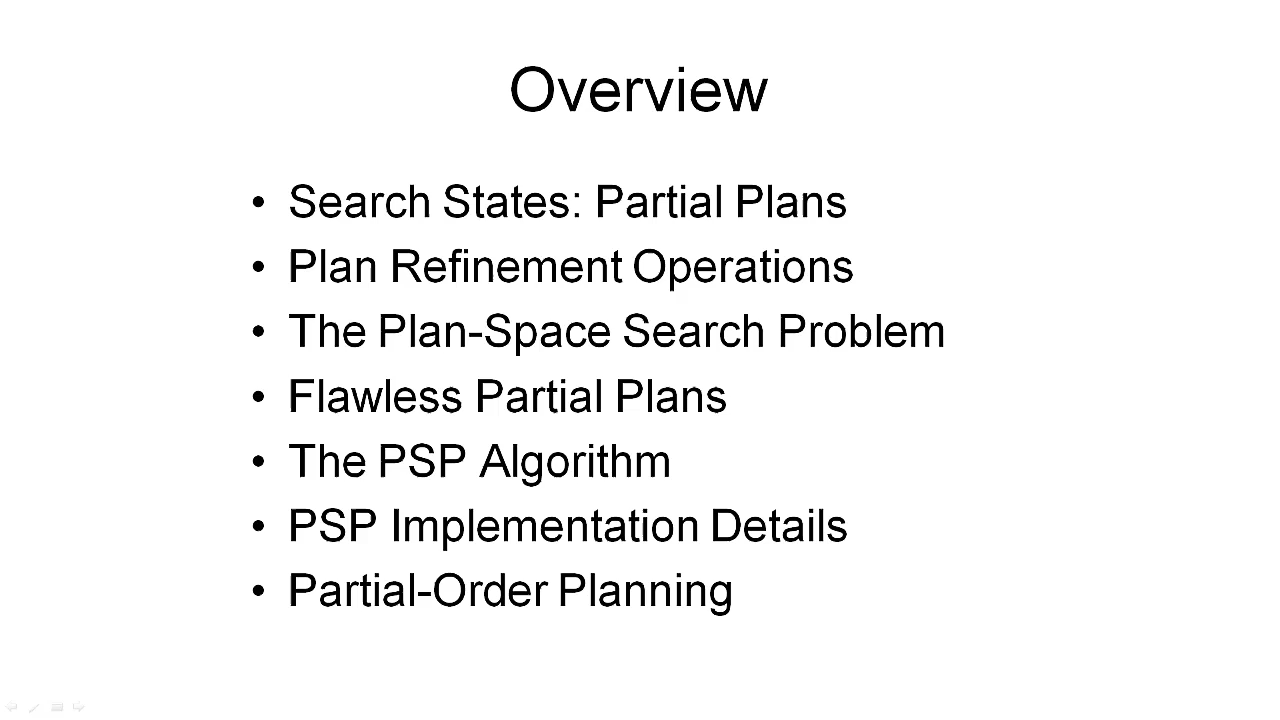 Overview
• Search States: Partial Plans
• Plan Refinement Operations
• The Plan-Space Search Problem
• Flawless Partial Plans
• The PSP Algorithm
• PSP Implementation Details
• Partial-Order Planning